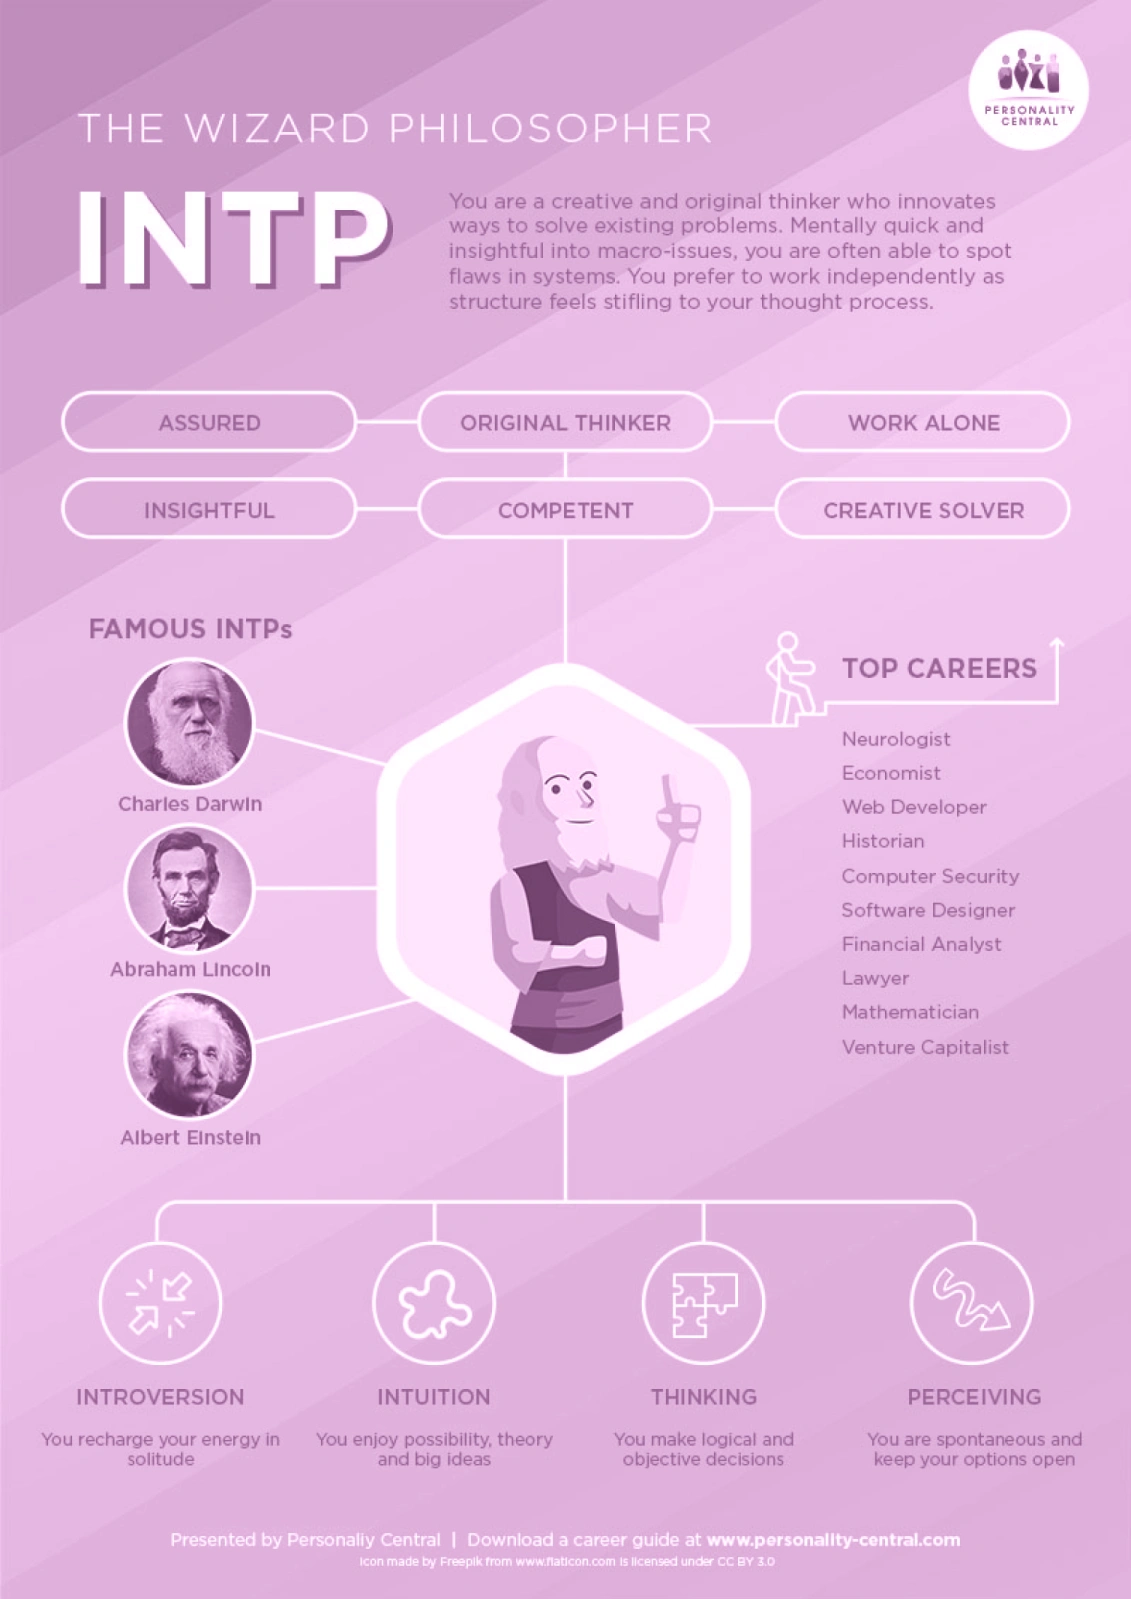 PERSONALITY
CENTRAL
THE WIZARD PHILOSOPHER
INTP
You are a creative and original thinker who innovates
ways to solve existing problems. Mentally quick and
insightful into macro-issues, you are often able to spot
flaws in systems. You prefer to work independently as
structure feels stifling to your thought process.
ASSURED
ORIGINAL THINKER
WORK ALONE
INSIGHTFUL
COMPETENT
CREATIVE SOLVER
FAMOUS INTPs
Charles Darwin
Abraham Lincoln
Albert Einstein
TOP CAREERS
Neurologist
Economist
Web Developer
Historian
Computer Security
Software Designer
Financial Analyst
Lawyer
Mathematician
Venture Capitalist
INTROVERSION
You recharge your energy in
solitude
INTUITION
You enjoy possibility, theory
and big ideas
THINKING
You make logical and
objective decisions
PERCEIVING
You are spontaneous and
keep your options open
Presented by Personaliy Central | Download a career guide at www.personality-central.com
Icon made by Freepik from www.flaticon.com is licensed under CC BY 3.0